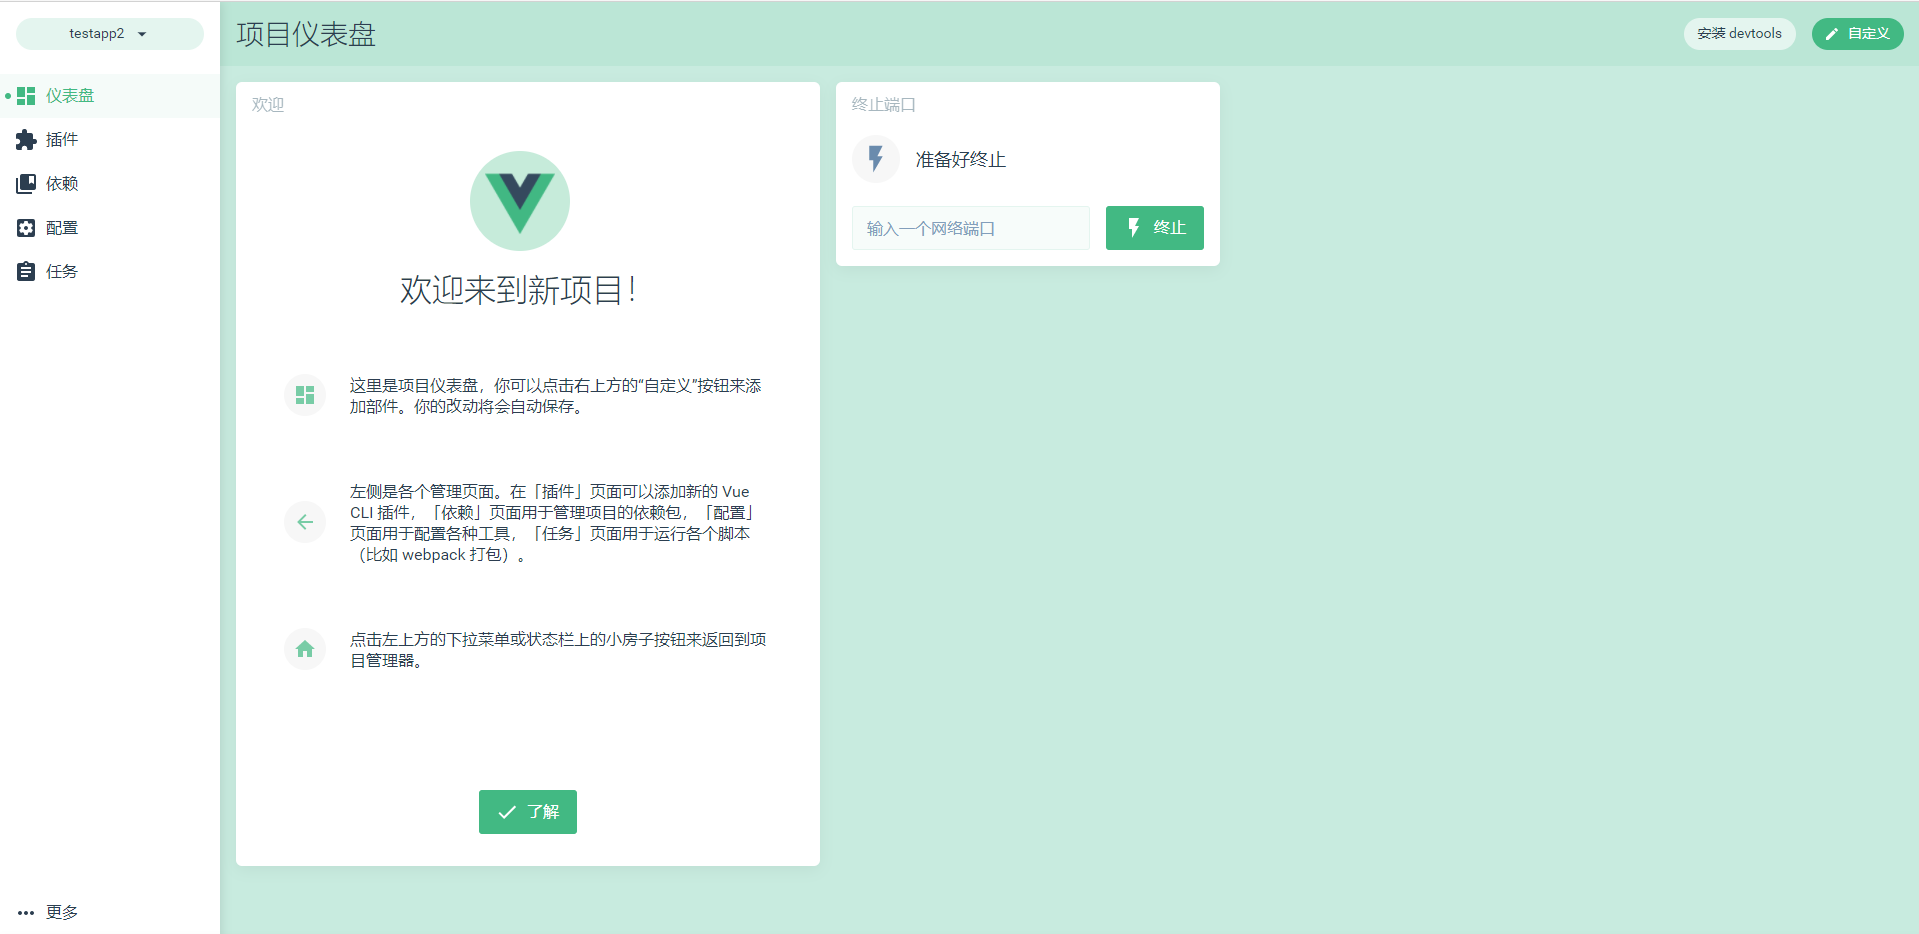 testapp2
项目仪表盘
安装 devtools
自定义
仪表盘
插件
依赖
配置
任务
更多
欢迎
欢迎来到新项目！
这里是项目仪表盘，你可以点击右上方的“自定义”按钮来添
加部件。你的改动将会自动保存。
左侧是各个管理页面。在「插件」页面可以添加新的 Vue
CLI 插件，「依赖」页面用于管理项目的依赖包，「配置」
页面用于配置各种工具，「任务」页面用于运行各个脚本
（比如 webpack 打包）。
点击左上方的下拉菜单或状态栏上的小房子按钮来返回到项
目管理器。
了解
终止端口
准备好终止
输入一个网络端口
终止